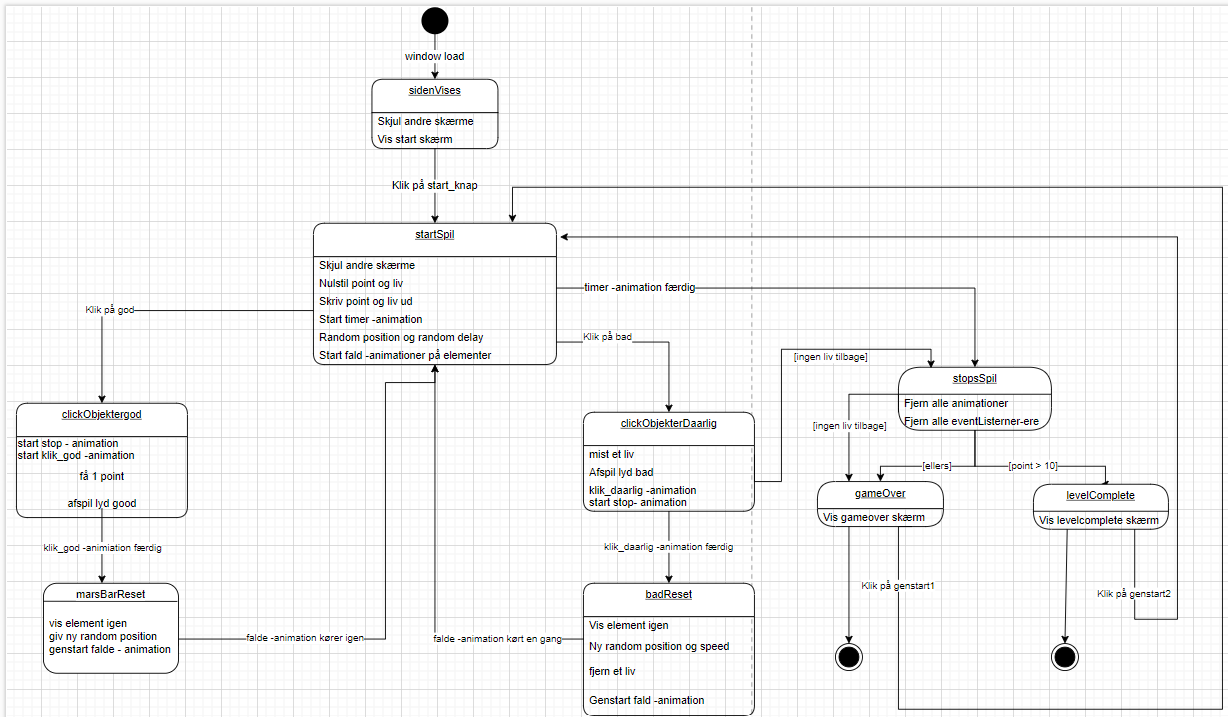 window load
sidenVises
Skjul andre skærme
Vis start skærm
Klik på start_knap
startSpil
Skjul andre skærme
Nulstil point og liv
Skriv point og liv ud
Start timer -animation
Random position og random delay
Start fald -animationer på elementer
Klik på god
timer -animation færdig
Klik på bad
[ingen liv tilbage]
stopsSpil
Fjern alle animationer
Fjern alle eventListerner-ere
[ingen liv tilbage]
[ellers]
[point > 10]
clickObjektergod
start stop - animation
start klik_god -animation
få 1 point
afspil lyd good
clickObjekterDaarlig
mist et liv
Afspil lyd bad
klik_daarlig -animation
start stop- animation
gameOver
Vis gameover skærm
levelComplete
Vis levelcomplete skærm
klik_god -animiation færdig
klik_daarlig -animation færdig
Klik på genstart1
Klik på genstart2
marsBarReset
vis element igen
giv ny random position
genstart falde - animation
falde -animation kører igen
falde -animation kørt en gang
badReset
Vis element igen
Ny random position og speed
fjern et liv
Genstart fald -animation